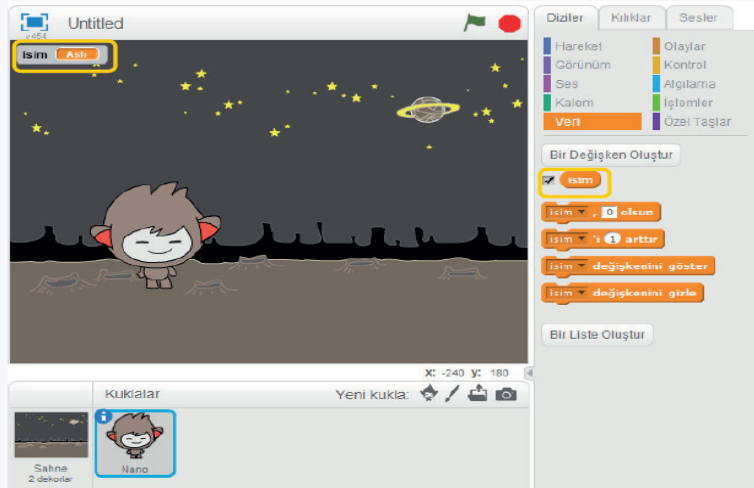 Untitled
v454
isim Aslı
X: -240 y: 180
Kuklalar
Yeni kukla:
Sahne
2 dekorlar
Nano
Diziler
Kılıklar
Sesler
Hareket
Olaylar
Görünüm
Kontrol
Ses
Algılama
Kalem
İşlemler
Veri
Özel Taşlar
Bir Değişken Oluştur
isim
isim , 0 olsun
isim 'i 1 arttır
isim değişkenini göster
isim değişkenini gizle
Bir Liste Oluştur